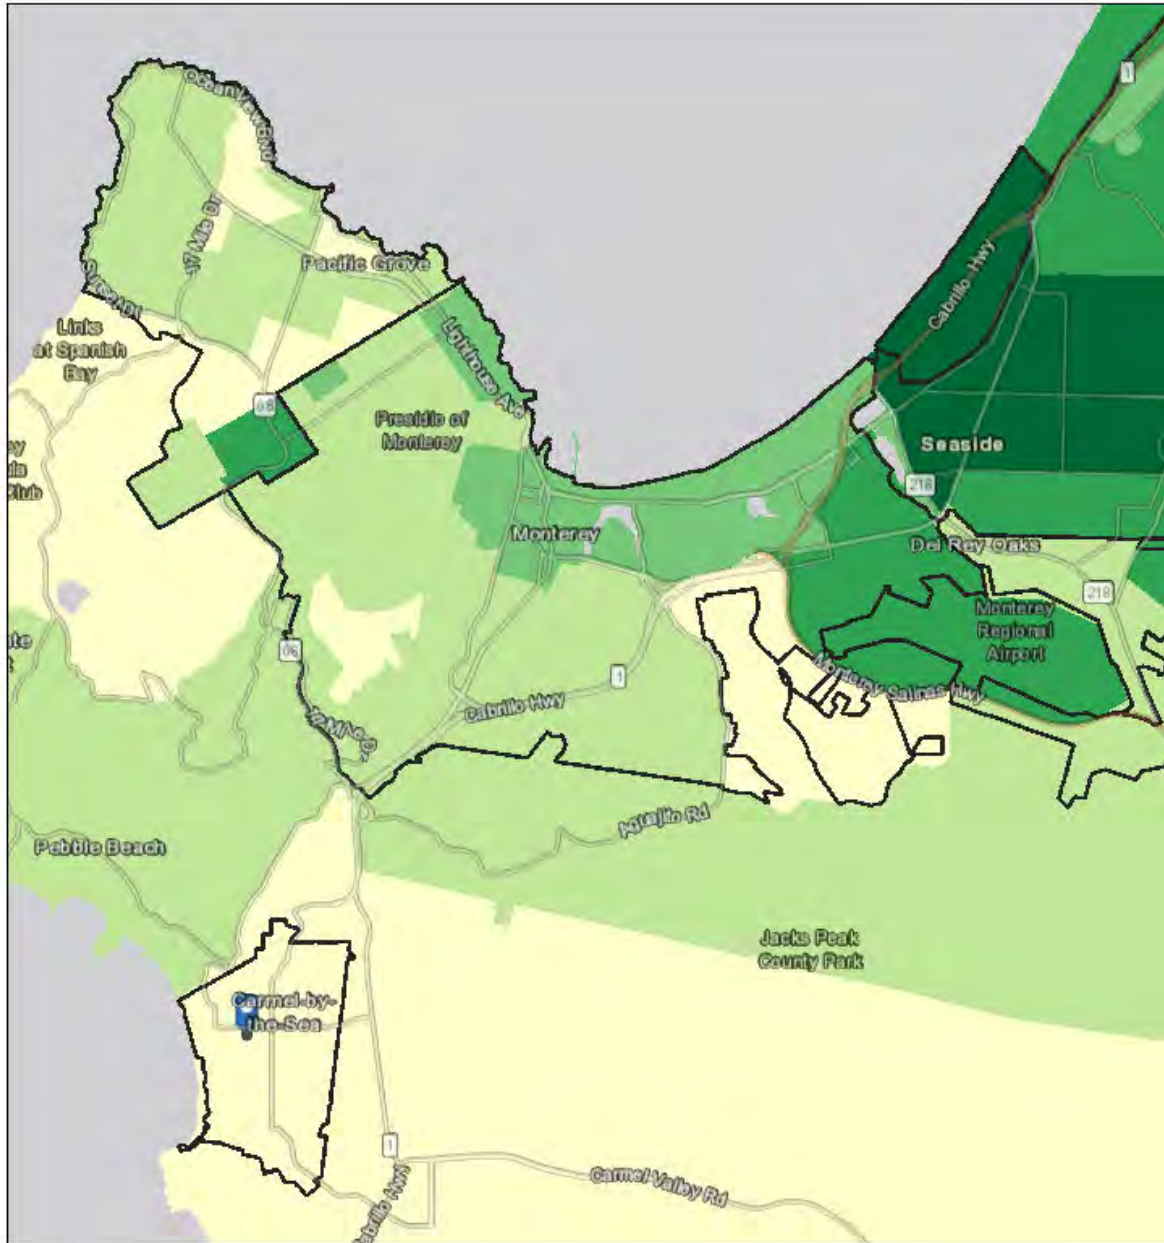 1
Ocean View Blvd
17 Mile Dr
Pacific Grove
Sunset Dr
Links
at Spanish
Bay
Lighthouse Ave
Cabrillo Hwy
68
Presidio of
Monterey
Seaside
218
Club
Monterey
Del Rey Oaks
218
Monterey
Regional
Airport
68
1
Monterey Salinas Hwy
Cabrillo Hwy
Aguajito Rd
Pebble Beach
Jacks Peak
County Park
Carmel-by-
the-Sea
1
Carmel Valley Rd
Cabrillo Hwy